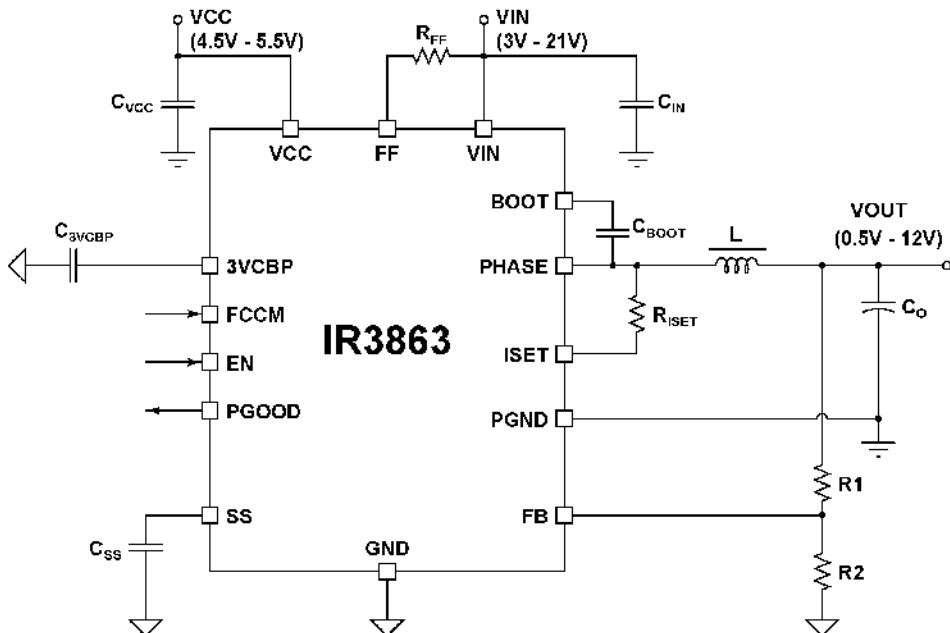 VCC
(4.5V - 5.5V)
VIN
(3V - 21V)
RFF
CVCC
CIN
VCC
FF
VIN
BOOT
CBOOT
L
VOUT
(0.5V - 12V)
C3VCBP
3VCBP
PHASE
FCCM
RISET
CO
IR3863
EN
ISET
PGOOD
PGND
R1
SS
FB
CSS
GND
R2